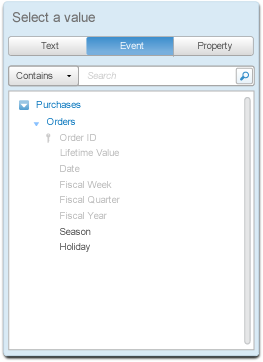 Select a value
Text Event Property
Contains Search
Purchases
Orders
Order ID
Lifetime Value
Date
Fiscal Week
Fiscal Quarter
Fiscal Year
Season
Holiday